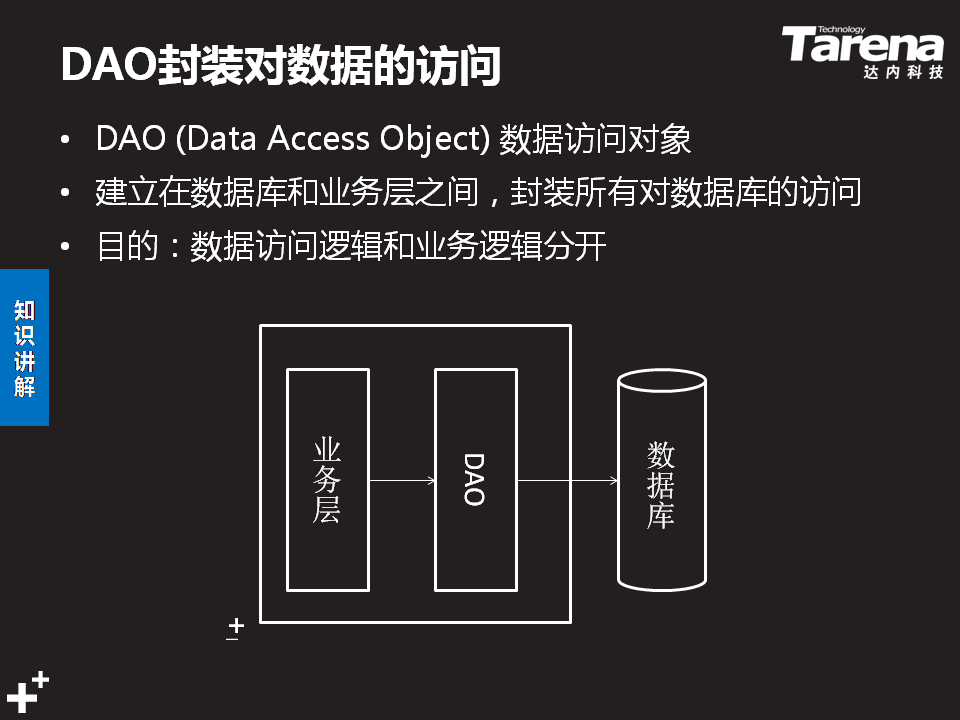 DAO封装对数据的访问
Technology
Tarena
达内科技
• DAO (Data Access Object) 数据访问对象
• 建立在数据库和业务层之间，封装所有对数据库的访问
• 目的：数据访问逻辑和业务逻辑分开
知识讲解
业务层
DAO
数据库
+
++